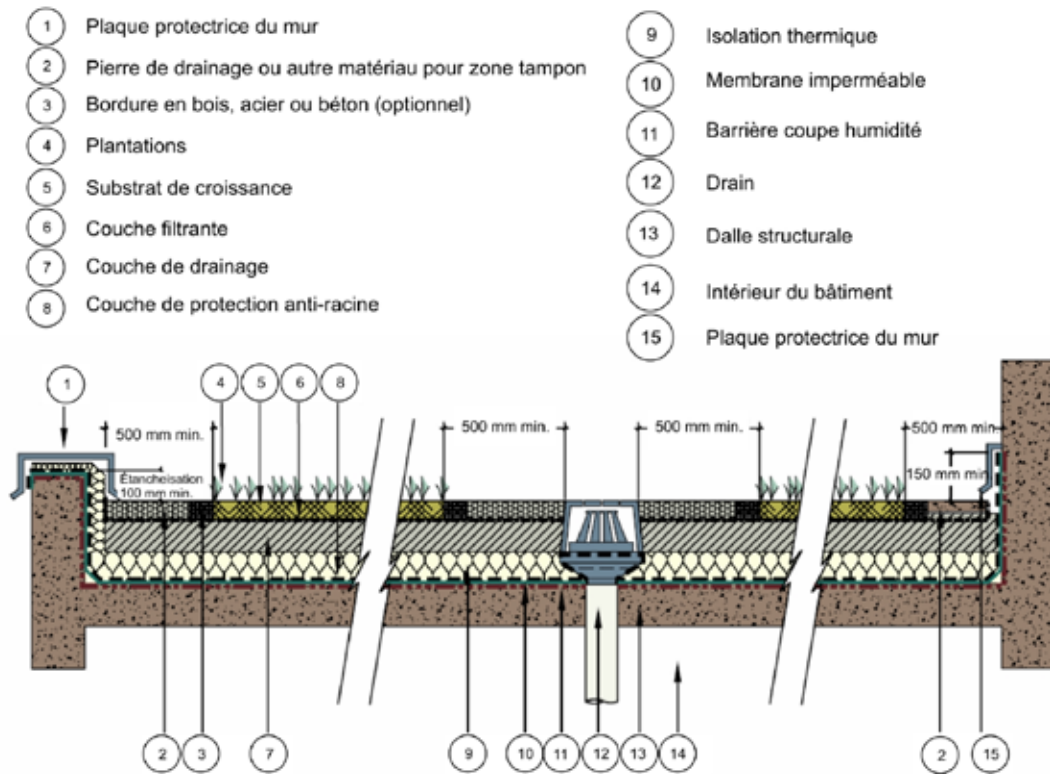 1 Plaque protectrice du mur
2 Pierre de drainage ou autre matériau pour zone tampon
3 Bordure en bois, acier ou béton (optionnel)
4 Plantations
5 Substrat de croissance
6 Couche filtrante
7 Couche de drainage
8 Couche de protection anti-racine
9 Isolation thermique
10 Membrane imperméable
11 Barrière coupe humidité
12 Drain
13 Dalle structurale
14 Intérieur du bâtiment
15 Plaque protectrice du mur
1 4 5 6 8
500 mm min. 500 mm min. 500 mm min. 500 mm min.
Étancheisation
100 mm min.
150 mm min
2 3 7 9 10 11 12 13 14 2 15